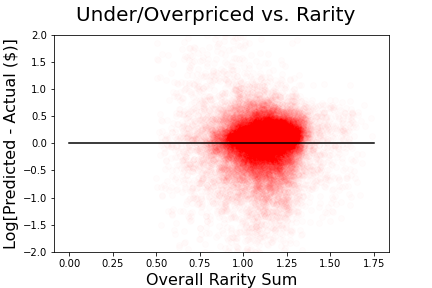 Under/Overpriced vs. Rarity
Log[Predicted - Actual ($)]
2.0
1.5
1.0
0.5
0.0
−0.5
−1.0
−1.5
−2.0
0.00 0.25 0.50 0.75 1.00 1.25 1.50 1.75
Overall Rarity Sum